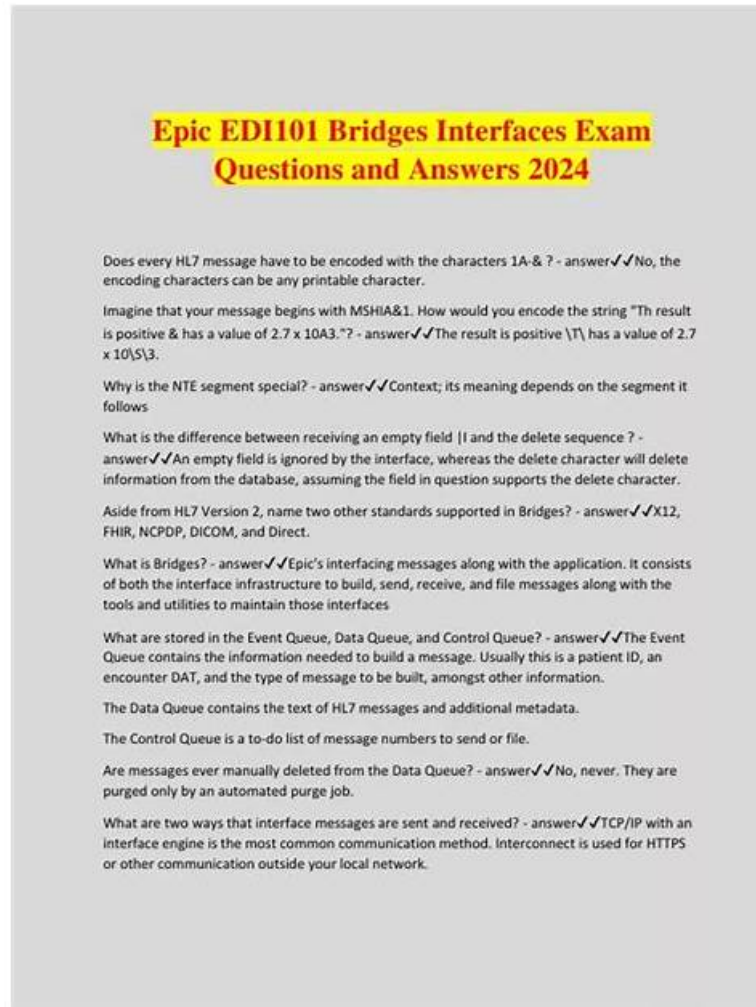 Epic EDI101 Bridges Interfaces Exam
Questions and Answers 2024
Does every HL7 message have to be encoded with the characters 1A-& ? - answer✓✓No, the
encoding characters can be any printable character.
Imagine that your message begins with MSHIA&1. How would you encode the string "Th result
is positive & has a value of 2.7 x 10A3."? - answer✓✓The result is positive \T\ has a value of 2.7
x 10\S\3.
Why is the NTE segment special? - answer✓✓Context; its meaning depends on the segment it
follows
What is the difference between receiving an empty field |I and the delete sequence ? -
answer✓✓An empty field is ignored by the interface, whereas the delete character will delete
information from the database, assuming the field in question supports the delete character.
Aside from HL7 Version 2, name two other standards supported in Bridges? - answer✓✓X12,
FHIR, NCPDP, DICOM, and Direct.
What is Bridges? - answer✓✓Epic's interfacing messages along with the application. It consists
of both the interface infrastructure to build, send, receive, and file messages along with the
tools and utilities to maintain those interfaces
What are stored in the Event Queue, Data Queue, and Control Queue? - answer✓✓The Event
Queue contains the information needed to build a message. Usually this is a patient ID, an
encounter DAT, and the type of message to be built, amongst other information.
The Data Queue contains the text of HL7 messages and additional metadata.
The Control Queue is a to-do list of message numbers to send or file.
Are messages ever manually deleted from the Data Queue? - answer✓✓No, never. They are
purged only by an automated purge job.
What are two ways that interface messages are sent and received? - answer✓✓TCP/IP with an
interface engine is the most common communication method. Interconnect is used for HTTPS
or other communication outside your local network.